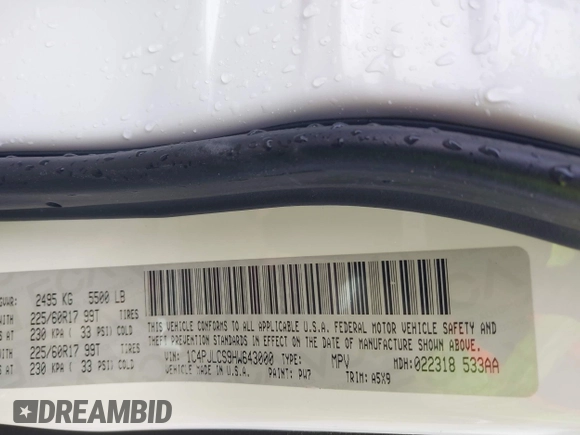 GVWR: 2495 KG 5500 LB
WITH 225/60R17 99T TIRES
230 KPA ( 33 PSI) COLD
WITH 225/60R17 99T TIRES
230 KPA ( 33 PSI) COLD
THIS VEHICLE CONFORMS TO ALL APPLICABLE U.S.A. FEDERAL MOTOR VEHICLE SAFETY AND
THEFT PREVENTION STANDARDS IN EFFECT ON THE DATE OF MANUFACTURE SHOWN ABOVE.
VIN: 1C4PJLCS9HW643000 TYPE: MPV MDH: 022318 533AA
MADE IN U.S.A. PAINT: PW7 TRIM: A5X9
DREAMBID